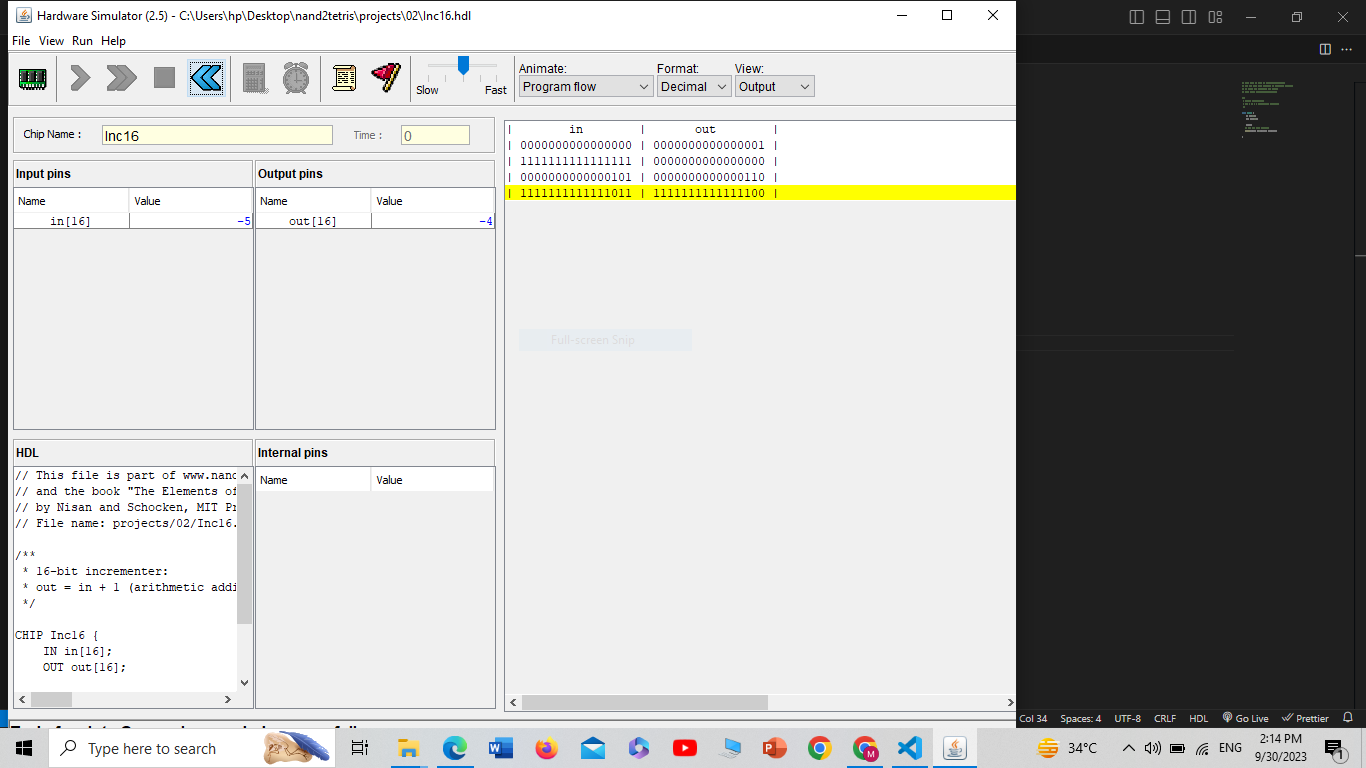 Hardware Simulator (2.5) - C:\Users\hp\Desktop\nand2tetris\projects\02\Inc16.hdl
File View Run Help
Slow Fast
Animate: Format: View:
Program flow Decimal Output
Chip Name : Inc16 Time : 0
Input pins
Name Value
in[16] -5
Output pins
Name Value
out[16] -4
| in | out |
| 0000000000000000 | 0000000000000001 |
| 1111111111111111 | 0000000000000000 |
| 0000000000000101 | 0000000000000110 |
| 1111111111111011 | 1111111111111100 |
Full-screen Snip
HDL
// This file is part of www.nand
// and the book "The Elements of
// by Nisan and Schocken, MIT Pr
// File name: projects/02/Inc16.
/**
* 16-bit incrementer:
* out = in + 1 (arithmetic addi
*/
CHIP Inc16 {
IN in[16];
OUT out[16];
Internal pins
Name Value
Col 34 Spaces: 4 UTF-8 CRLF HDL Go Live Prettier
Type here to search
34°C ENG
2:14 PM
9/30/2023
1